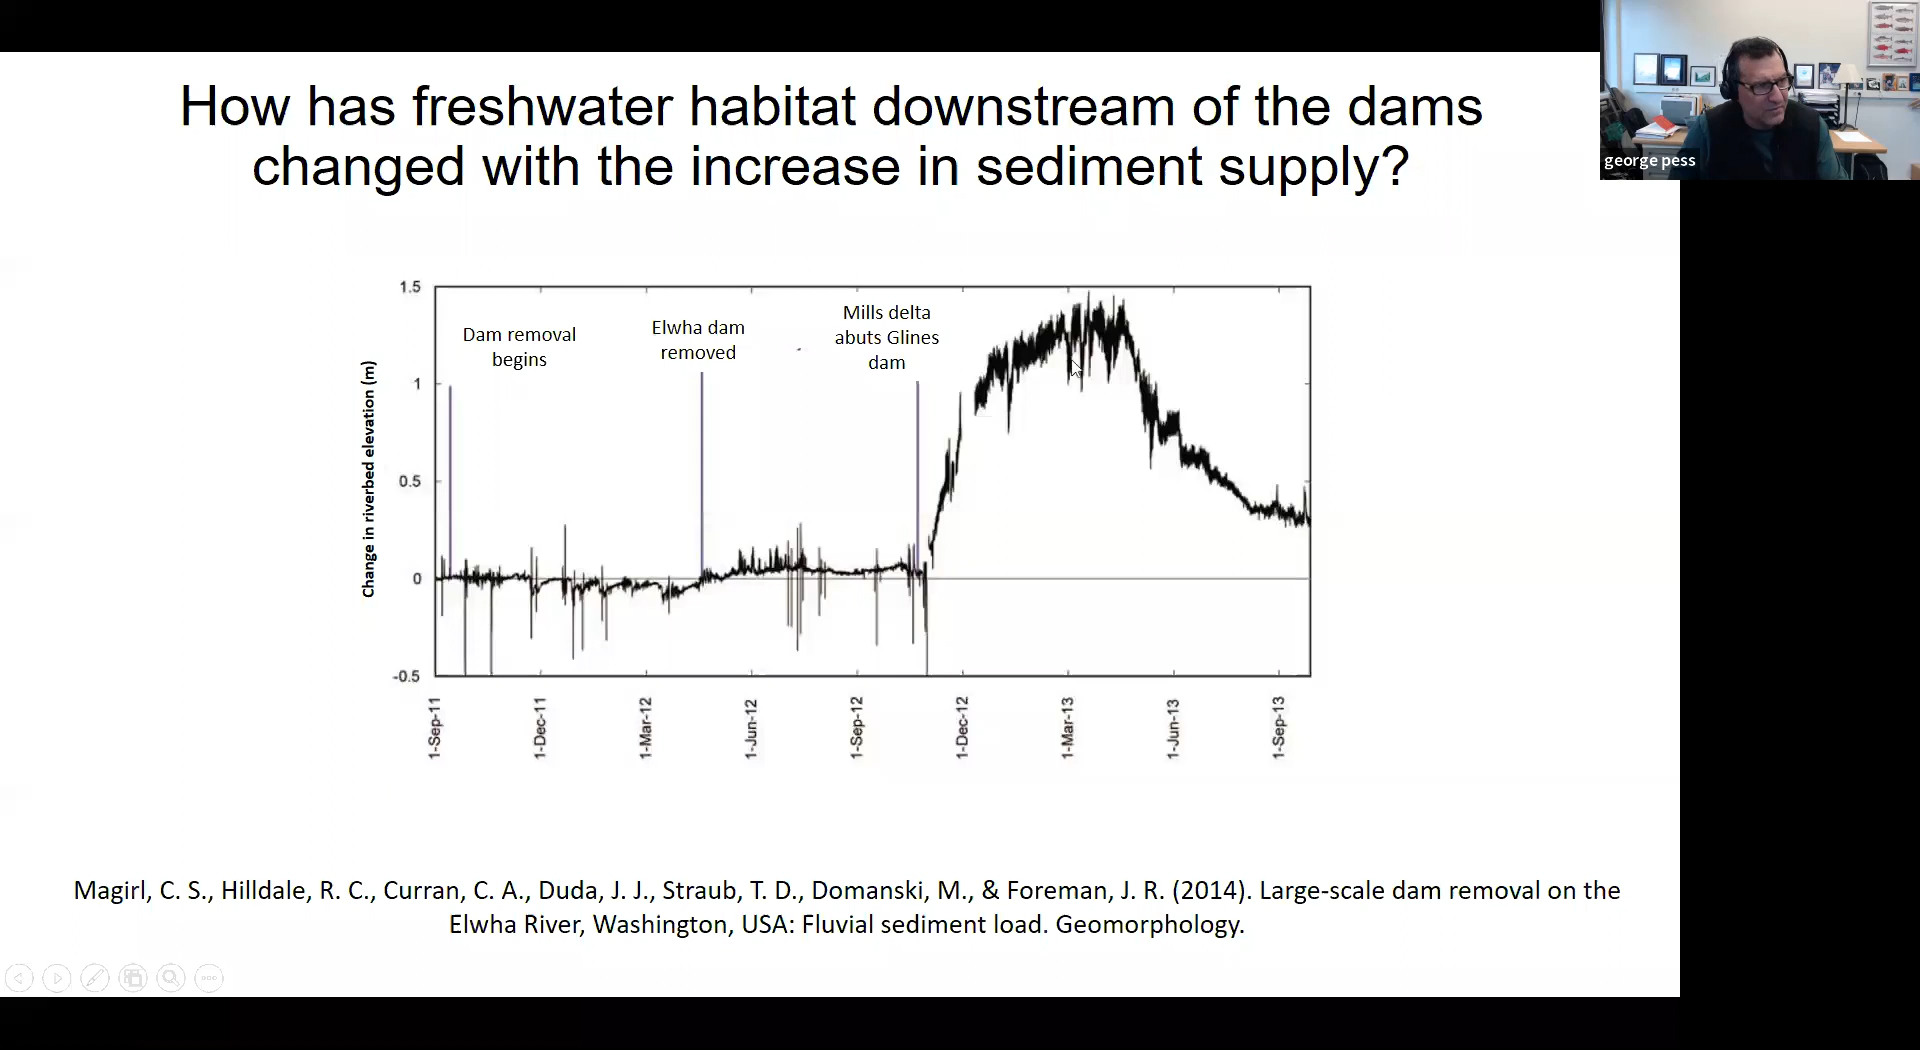 How has freshwater habitat downstream of the dams
changed with the increase in sediment supply?
george pess
Change in riverbed elevation (m)
1.5
1
0.5
0
-0.5
Dam removal
begins
Elwha dam
removed
Mills delta
abuts Glines
dam
1-Sep-11
1-Dec-11
1-Mar-12
1-Jun-12
1-Sep-12
1-Dec-12
1-Mar-13
1-Jun-13
1-Sep-13
Magirl, C. S., Hilldale, R. C., Curran, C. A., Duda, J. J., Straub, T. D., Domanski, M., & Foreman, J. R. (2014). Large-scale dam removal on the
Elwha River, Washington, USA: Fluvial sediment load. Geomorphology.